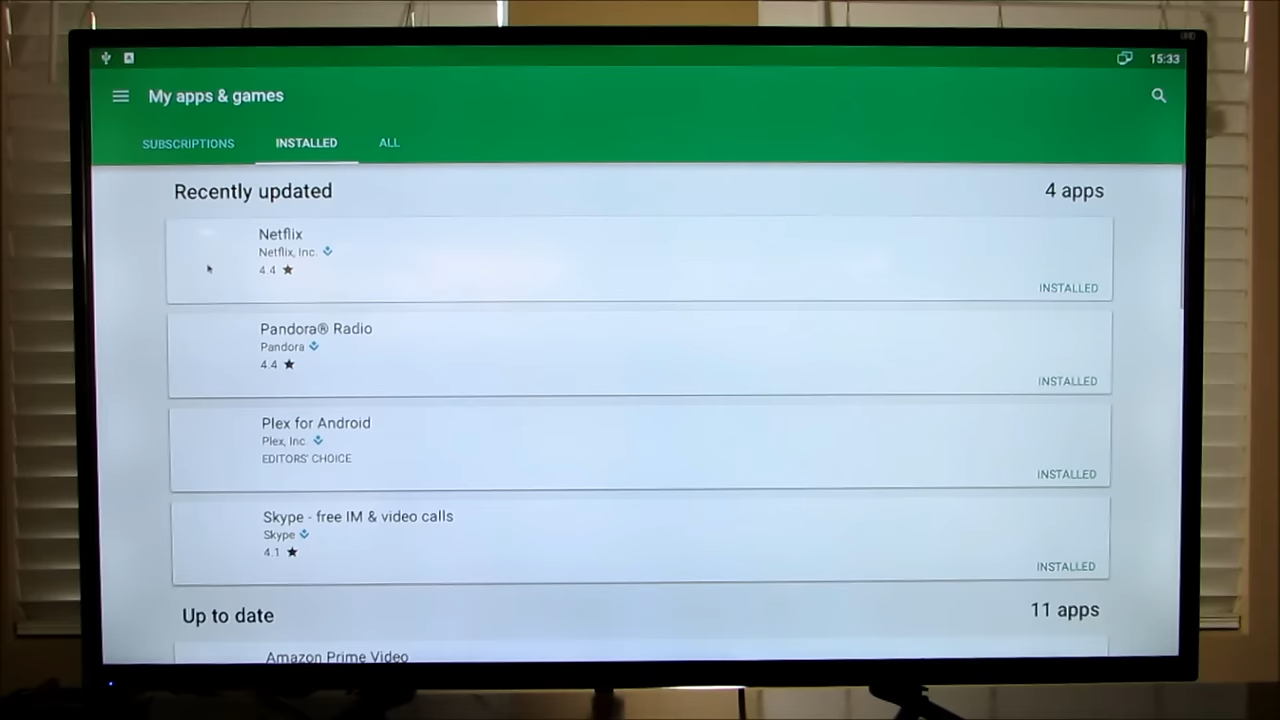 15:33
My apps & games
SUBSCRIPTIONS INSTALLED ALL
Recently updated 4 apps
Netflix
Netflix, Inc.
4.4 ★
INSTALLED
Pandora® Radio
Pandora
4.4 ★
INSTALLED
Plex for Android
Plex, Inc.
EDITORS' CHOICE
INSTALLED
Skype - free IM & video calls
Skype
4.1 ★
INSTALLED
Up to date 11 apps
Amazon Prime Video